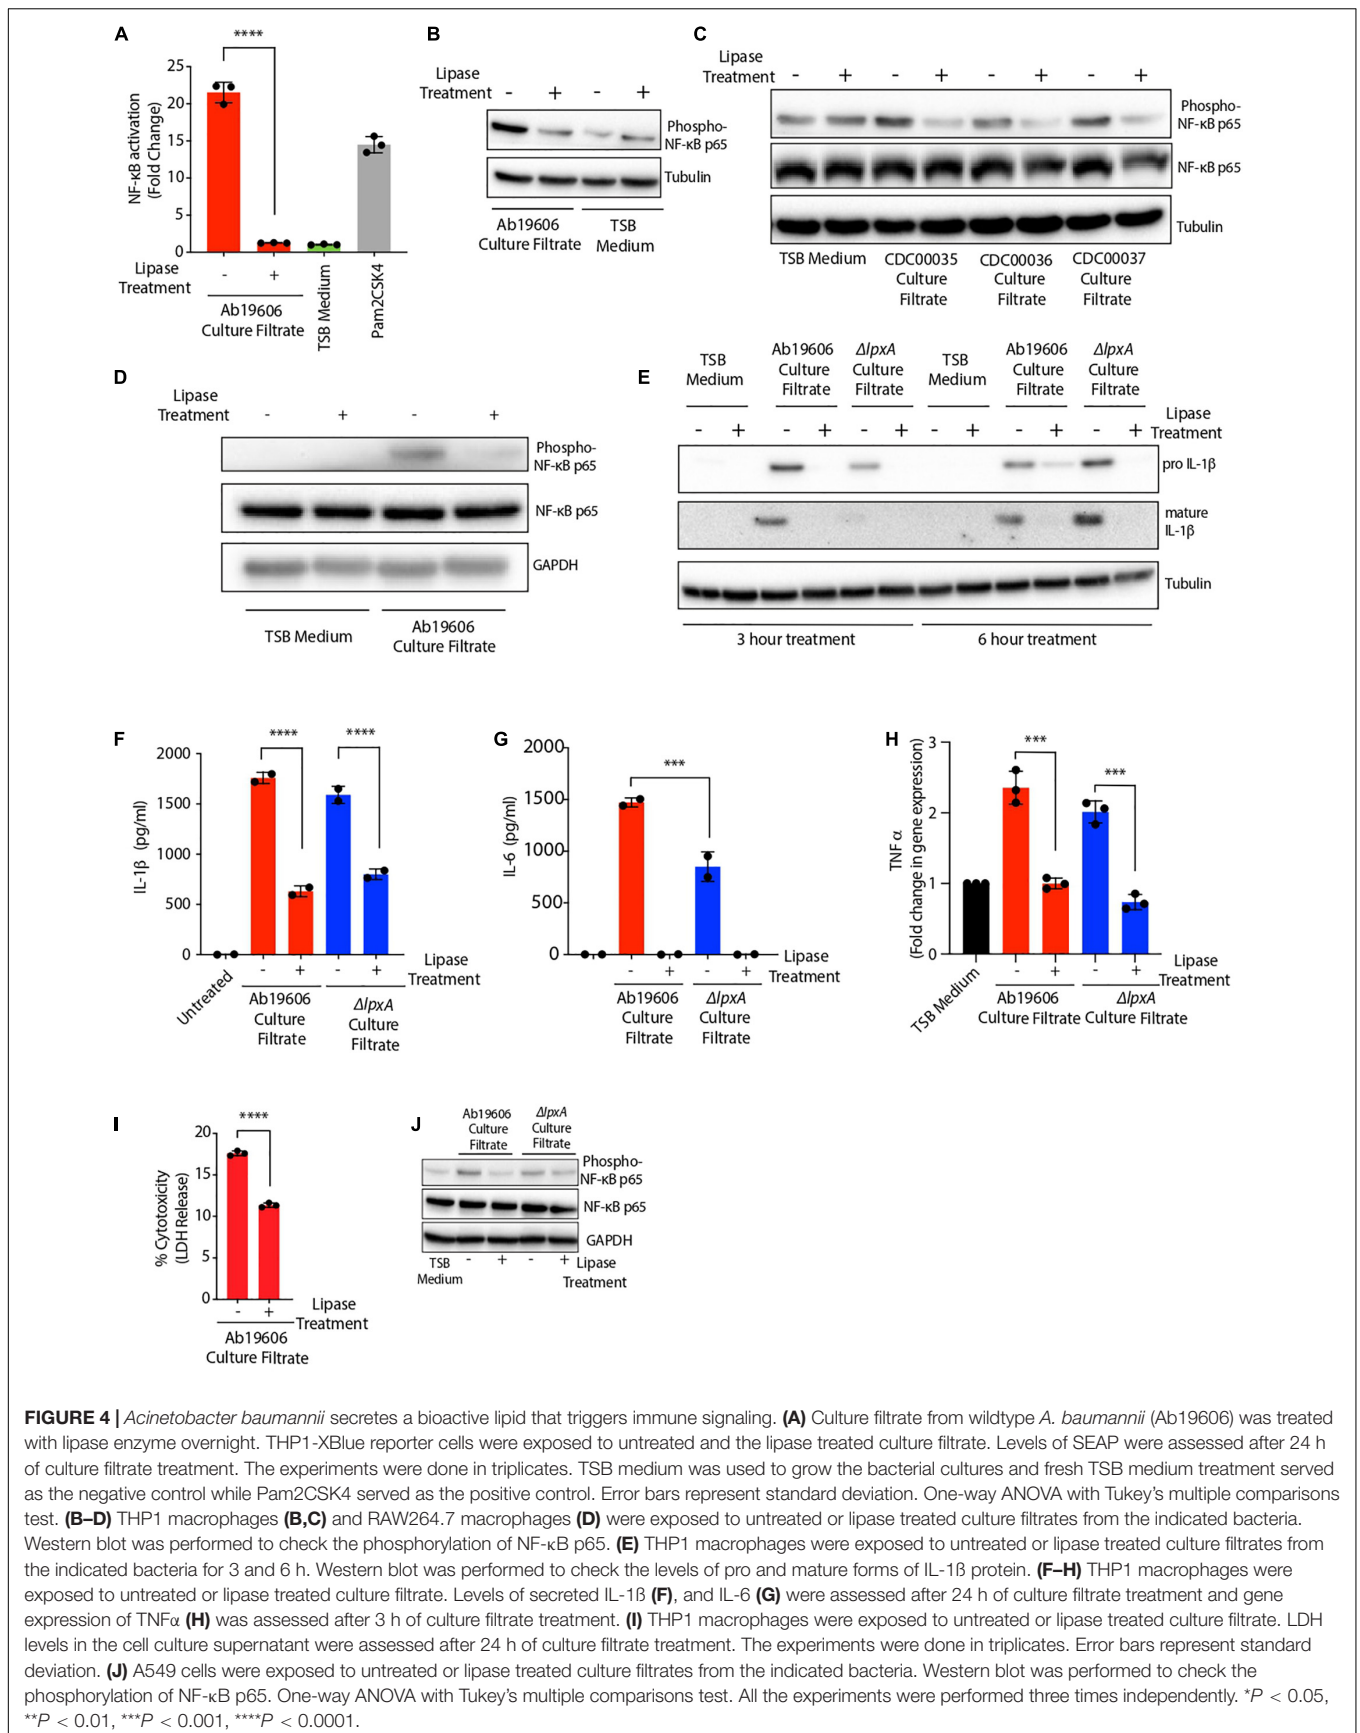 A
****
NF-κB activation
(Fold Change)
25
20
15
10
5
0
Lipase
Treatment
- +
Ab19606
Culture Filtrate
TSB Medium
Pam2CSK4
B
Lipase
Treatment
- + - +
Phospho-
NF-κB p65
Tubulin
Ab19606
Culture Filtrate
TSB
Medium
C
Lipase
Treatment
- + - + - + - +
Phospho-
NF-κB p65
NF-κB p65
Tubulin
TSB Medium
CDC00035
Culture
Filtrate
CDC00036
Culture
Filtrate
CDC00037
Culture
Filtrate
D
Lipase
Treatment
- + - +
Phospho-
NF-κB p65
NF-κB p65
GAPDH
TSB Medium
Ab19606
Culture Filtrate
E
TSB
Medium
Ab19606
Culture
Filtrate
ΔlpxA
Culture
Filtrate
TSB
Medium
Ab19606
Culture
Filtrate
ΔlpxA
Culture
Filtrate
- + - + - + - + - + - +
Lipase
Treatment
pro IL-1β
mature
IL-1β
Tubulin
3 hour treatment
6 hour treatment
F
IL-1β (pg/ml)
2000
1500
1000
500
0
**** ****
Untreated
- + - +
Lipase
Treatment
Ab19606
Culture
Filtrate
ΔlpxA
Culture
Filtrate
G
IL-6 (pg/ml)
2000
1500
1000
500
0
***
- + - +
Lipase
Treatment
Ab19606
Culture
Filtrate
ΔlpxA
Culture
Filtrate
H
TNF α
(Fold change in gene expression)
3
2
1
0
*** ***
TSB Medium
- + - +
Lipase
Treatment
Ab19606
Culture Filtrate
ΔlpxA
Culture Filtrate
I
% Cytotoxicity
(LDH Release)
20
15
10
5
0
****
- +
Lipase
Treatment
Ab19606
Culture Filtrate
J
Ab19606
Culture
Filtrate
ΔlpxA
Culture
Filtrate
Phospho-
NF-κB p65
NF-κB p65
GAPDH
TSB
Medium
- + - +
Lipase
Treatment
FIGURE 4 | Acinetobacter baumannii secretes a bioactive lipid that triggers immune signaling. (A) Culture filtrate from wildtype A. baumannii (Ab19606) was treated
with lipase enzyme overnight. THP1-XBlue reporter cells were exposed to untreated and the lipase treated culture filtrate. Levels of SEAP were assessed after 24 h
of culture filtrate treatment. The experiments were done in triplicates. TSB medium was used to grow the bacterial cultures and fresh TSB medium treatment served
as the negative control while Pam2CSK4 served as the positive control. Error bars represent standard deviation. One-way ANOVA with Tukey's multiple comparisons
test. (B–D) THP1 macrophages (B,C) and RAW264.7 macrophages (D) were exposed to untreated or lipase treated culture filtrates from the indicated bacteria.
Western blot was performed to check the phosphorylation of NF-κB p65. (E) THP1 macrophages were exposed to untreated or lipase treated culture filtrates from
the indicated bacteria for 3 and 6 h. Western blot was performed to check the levels of pro and mature forms of IL-1ß protein. (F–H) THP1 macrophages were
exposed to untreated or lipase treated culture filtrate. Levels of secreted IL-1ß (F), and IL-6 (G) were assessed after 24 h of culture filtrate treatment and gene
expression of TNFα (H) was assessed after 3 h of culture filtrate treatment. (I) THP1 macrophages were exposed to untreated or lipase treated culture filtrate. LDH
levels in the cell culture supernatant were assessed after 24 h of culture filtrate treatment. The experiments were done in triplicates. Error bars represent standard
deviation. (J) A549 cells were exposed to untreated or lipase treated culture filtrates from the indicated bacteria. Western blot was performed to check the
phosphorylation of NF-κB p65. One-way ANOVA with Tukey's multiple comparisons test. All the experiments were performed three times independently. *P < 0.05,
**P < 0.01, ***P < 0.001, ****P < 0.0001.